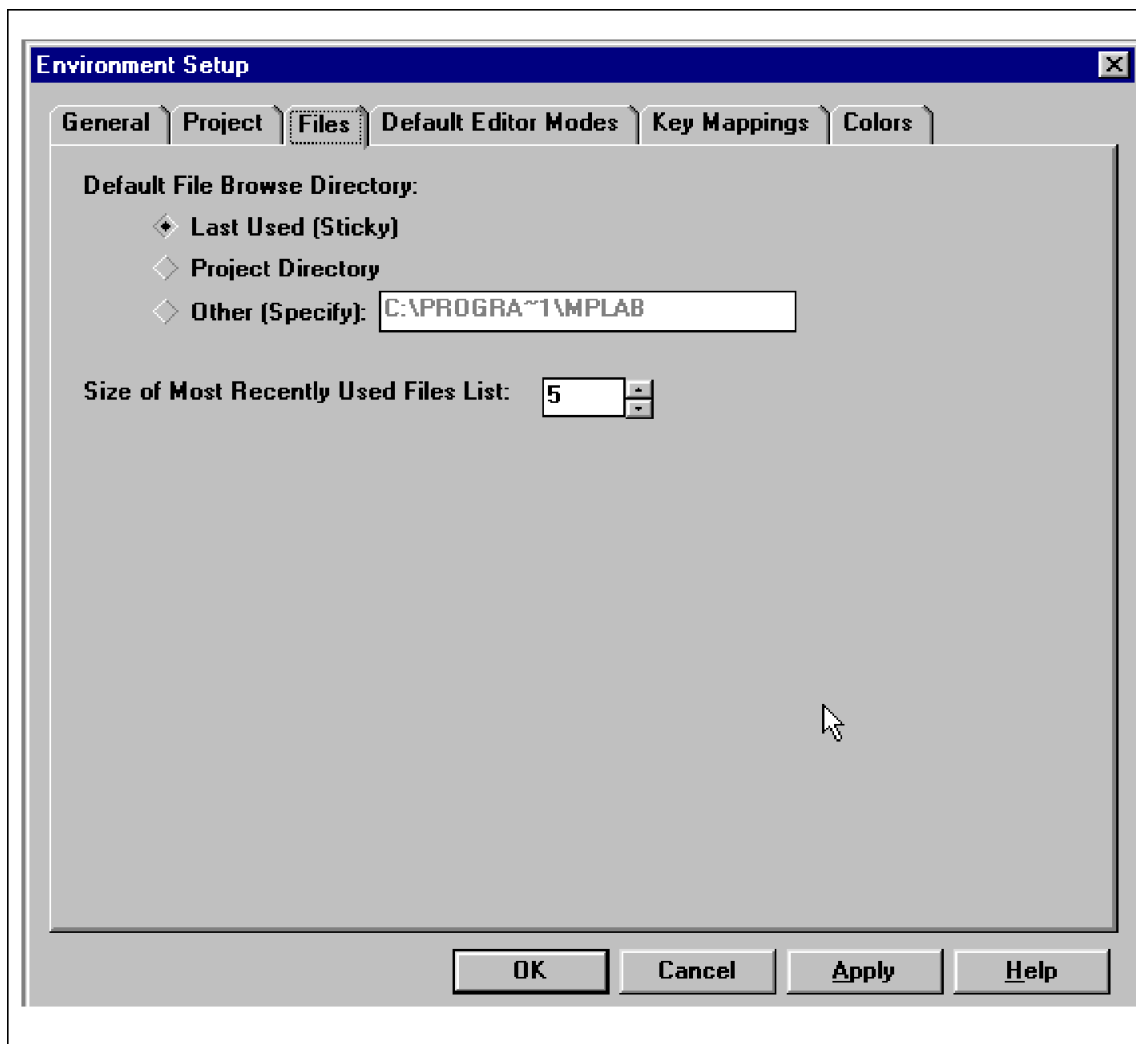 Environment Setup
General Project Files Default Editor Modes Key Mappings Colors
Default File Browse Directory:
Last Used (Sticky)
Project Directory
Other (Specify): C:\PROGRA~1\MPLAB
Size of Most Recently Used Files List: 5
OK Cancel Apply Help